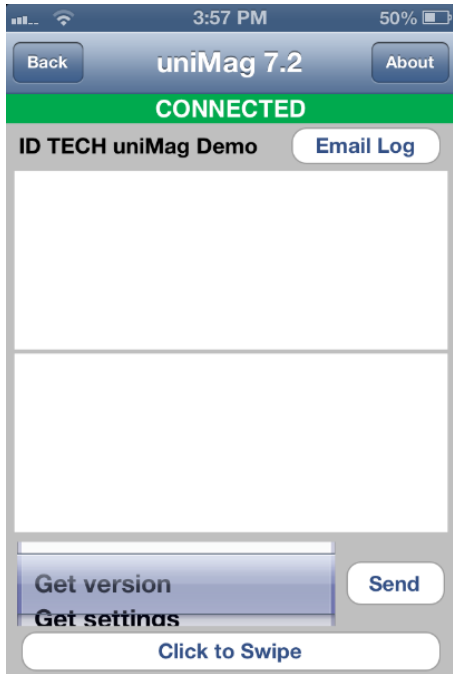 3:57 PM 50%
Back uniMag 7.2 About
CONNECTED
ID TECH uniMag Demo Email Log
Get version Send
Get settings
Click to Swipe